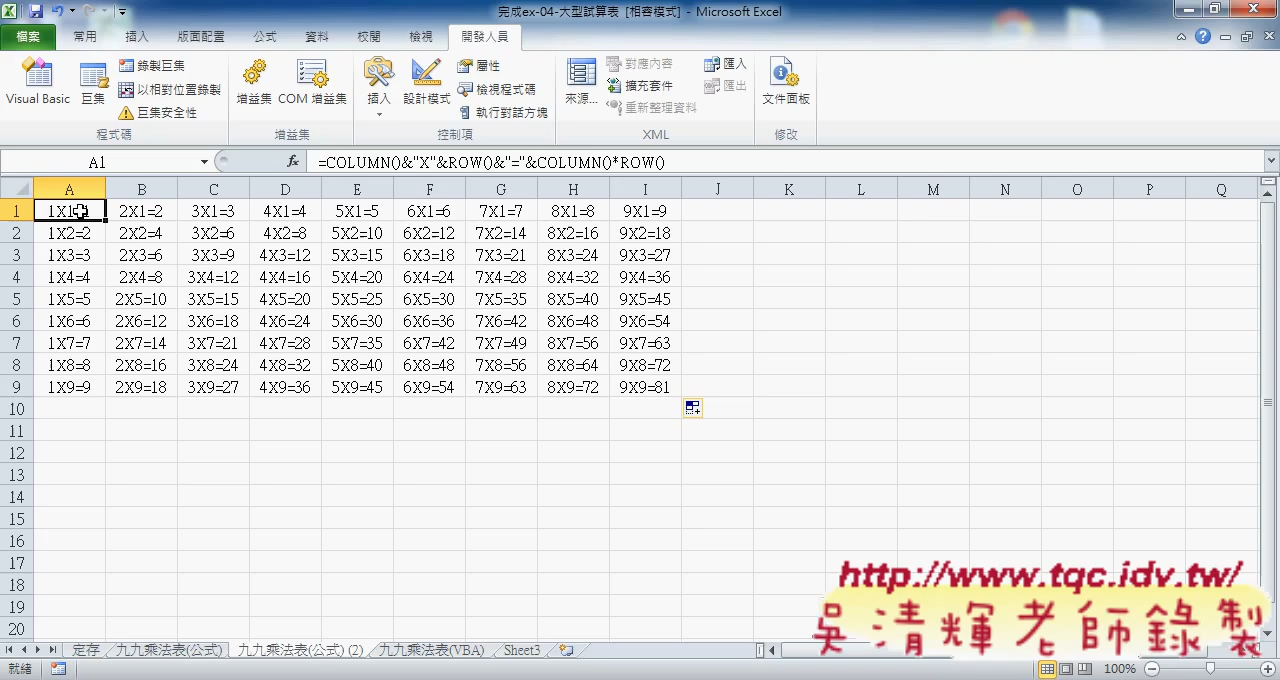 完成ex-04-大型試算表 [相容模式] - Microsoft Excel
檔案 常用 插入 版面配置 公式 資料 校閱 檢視 開發人員
Visual Basic 巨集 錄製巨集 以相對位置錄製 巨集安全性 程式碼
增益集 COM 增益集 增益集
插入 設計模式 屬性 檢視程式碼 執行對話方塊 控制項
來源... 對應內容 擴充套件 重新整理資料 匯入 匯出 XML
文件面板 修改
A1 fx =COLUMN()&"X"&ROW()&"="&COLUMN()*ROW()
A B C D E F G H I J K L M N O P Q
1 1X1=1 2X1=2 3X1=3 4X1=4 5X1=5 6X1=6 7X1=7 8X1=8 9X1=9
2 1X2=2 2X2=4 3X2=6 4X2=8 5X2=10 6X2=12 7X2=14 8X2=16 9X2=18
3 1X3=3 2X3=6 3X3=9 4X3=12 5X3=15 6X3=18 7X3=21 8X3=24 9X3=27
4 1X4=4 2X4=8 3X4=12 4X4=16 5X4=20 6X4=24 7X4=28 8X4=32 9X4=36
5 1X5=5 2X5=10 3X5=15 4X5=20 5X5=25 6X5=30 7X5=35 8X5=40 9X5=45
6 1X6=6 2X6=12 3X6=18 4X6=24 5X6=30 6X6=36 7X6=42 8X6=48 9X6=54
7 1X7=7 2X7=14 3X7=21 4X7=28 5X7=35 6X7=42 7X7=49 8X7=56 9X7=63
8 1X8=8 2X8=16 3X8=24 4X8=32 5X8=40 6X8=48 7X8=56 8X8=64 9X8=72
9 1X9=9 2X9=18 3X9=27 4X9=36 5X9=45 6X9=54 7X9=63 8X9=72 9X9=81
10
11
12
13
14
15
16
17
18
19
20
http://www.tqc.idv.tw/
吳清輝老師錄製
定存 九九乘法表(公式) 九九乘法表(公式) (2) 九九乘法表(VBA) Sheet3
就緒 100%